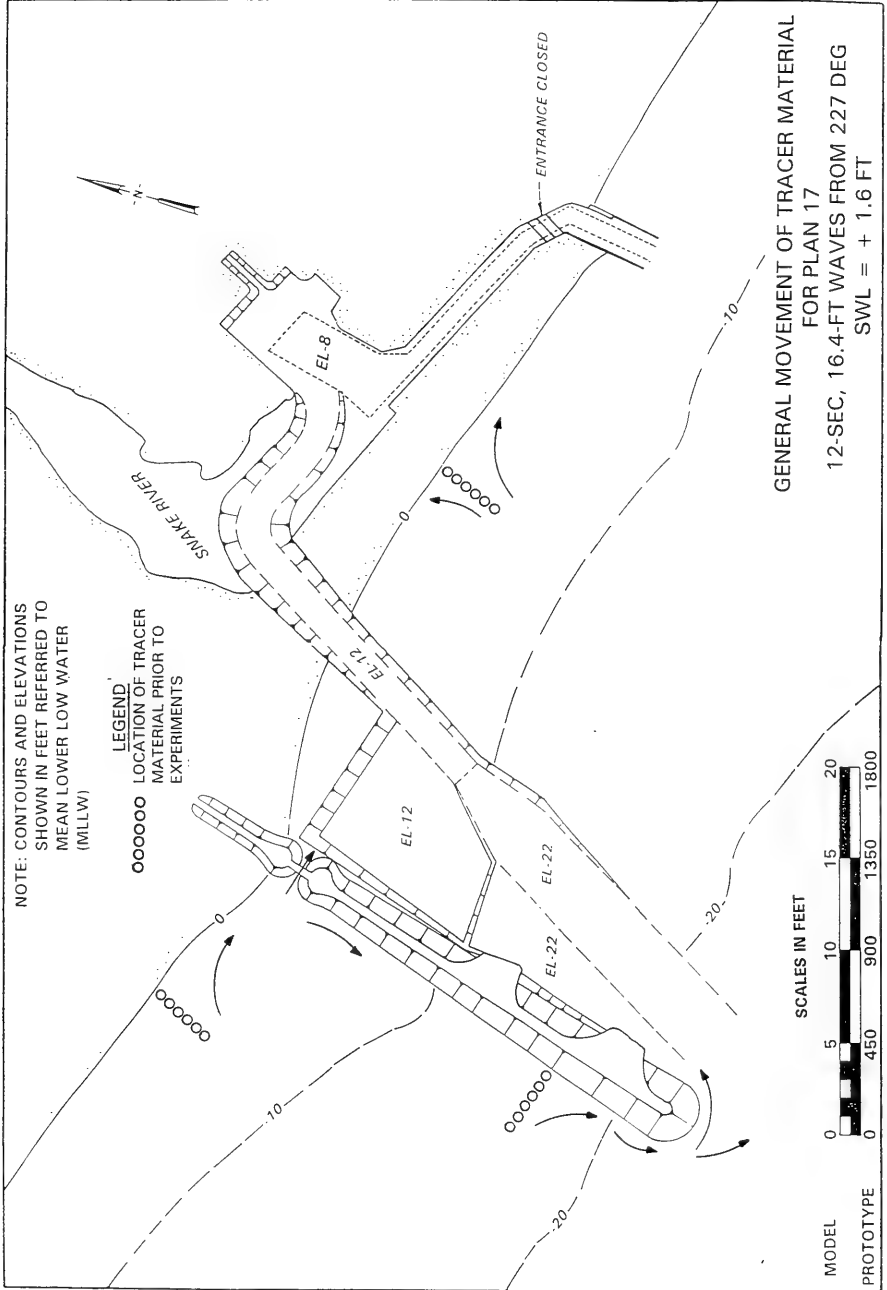 NOTE: CONTOURS AND ELEVATIONS
SHOWN IN FEET REFERRED TO
MEAN LOWER LOW WATER
(MLLW)
LEGEND
OOOOOO LOCATION OF TRACER
MATERIAL PRIOR TO
EXPERIMENTS
-N-
SNAKE RIVER
EL-8
ENTRANCE CLOSED
0
0
EL-12
EL-12
EL-22
EL-22
-10
-10
-20
-20
SCALES IN FEET
MODEL 0 5 10 15 20
PROTOTYPE 0 450 900 1350 1800
GENERAL MOVEMENT OF TRACER MATERIAL
FOR PLAN 17
12-SEC, 16.4-FT WAVES FROM 227 DEG
SWL = + 1.6 FT